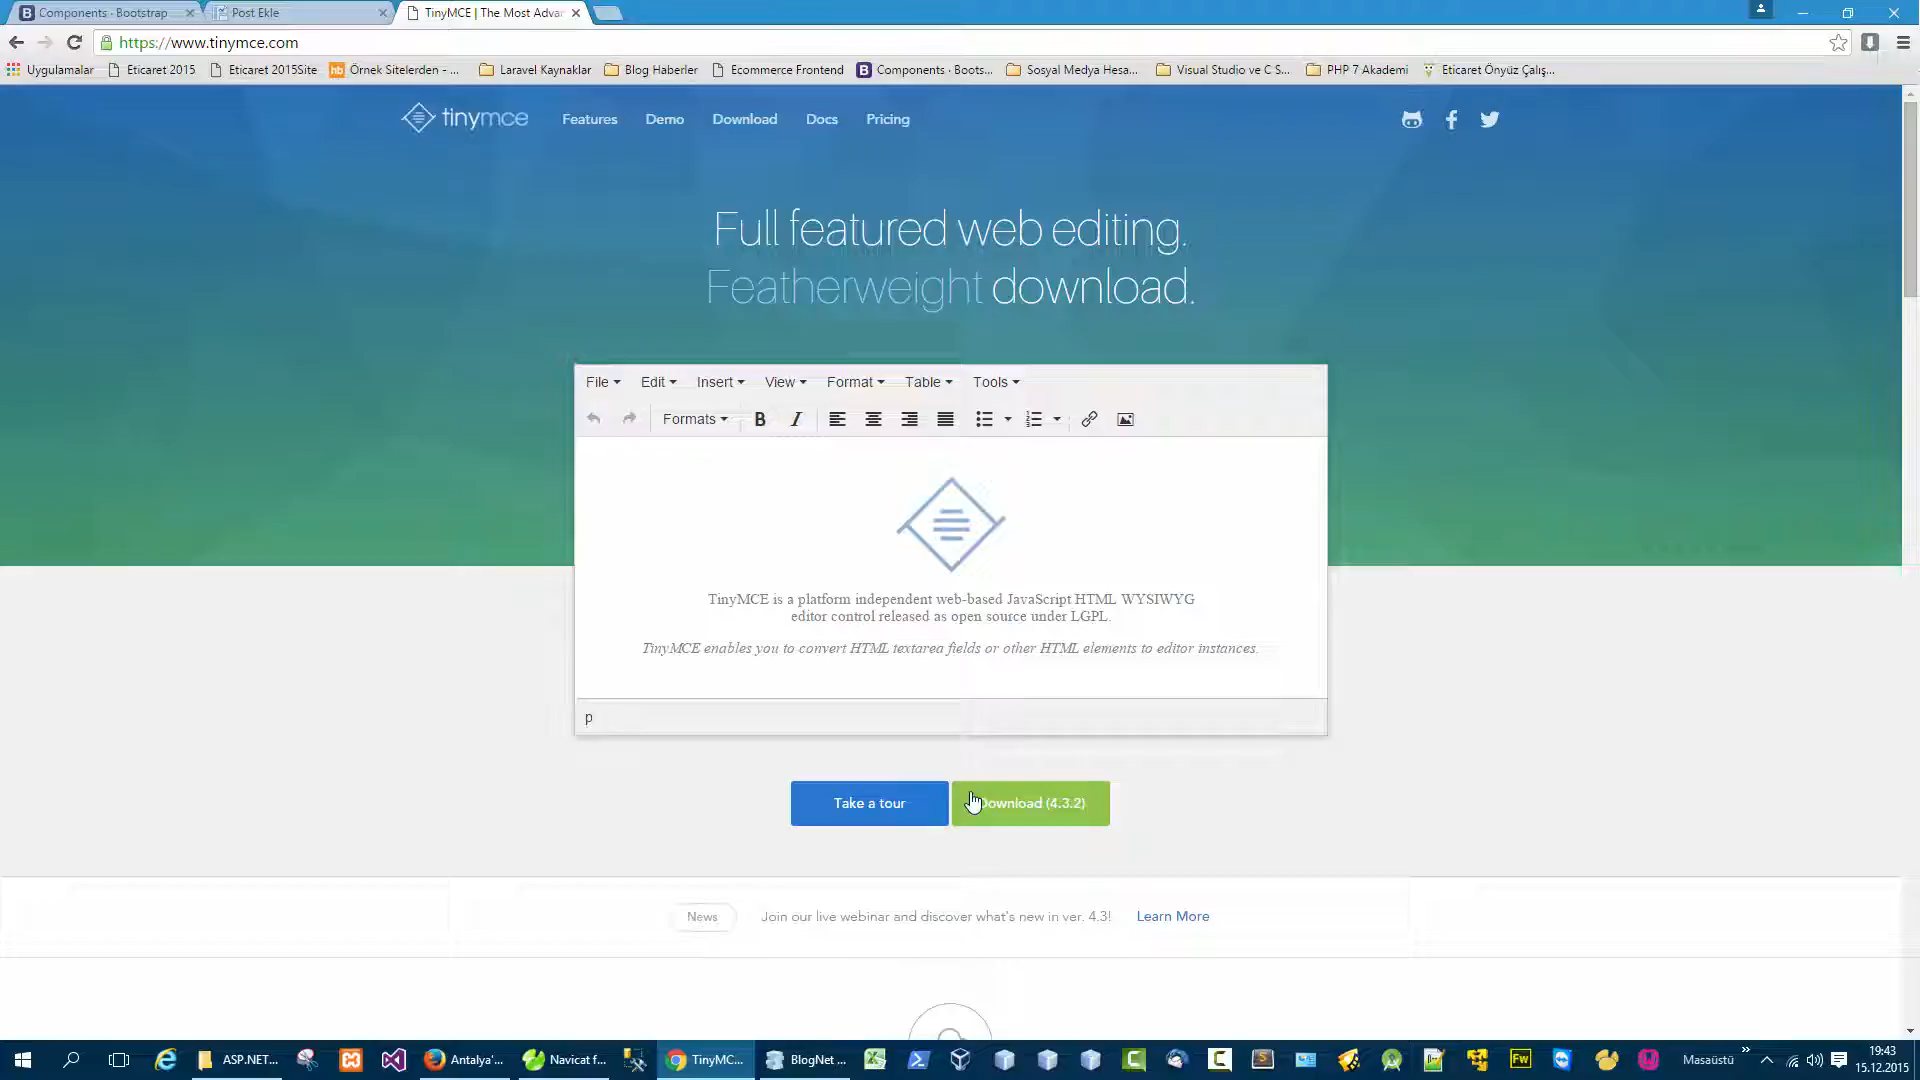 Components · Bootstrap
Post Ekle
TinyMCE | The Most Adva
https://www.tinymce.com
Uygulamalar
Eticaret 2015
Eticaret 2015Site
hb
Örnek Sitelerden - ...
Laravel Kaynaklar
Blog Haberler
Ecommerce Frontend
B
Components · Boots...
Sosyal Medya Hesa...
Visual Studio ve C S...
PHP 7 Akademi
Eticaret Önyüz Çalış...
tinymce
Features
Demo
Download
Docs
Pricing
Full featured web editing.
Featherweight download.
File
Edit
Insert
View
Format
Table
Tools
Formats
B
I
TinyMCE is a platform independent web-based JavaScript HTML WYSIWYG
editor control released as open source under LGPL.
TinyMCE enables you to convert HTML textarea fields or other HTML elements to editor instances.
p
Take a tour
Download (4.3.2)
News
Join our live webinar and discover what's new in ver. 4.3!
Learn More
ASP.NET...
Antalya'...
Navicat f...
TinyMC...
BlogNet ...
Fw
Masaüstü
19:43
15.12.2015